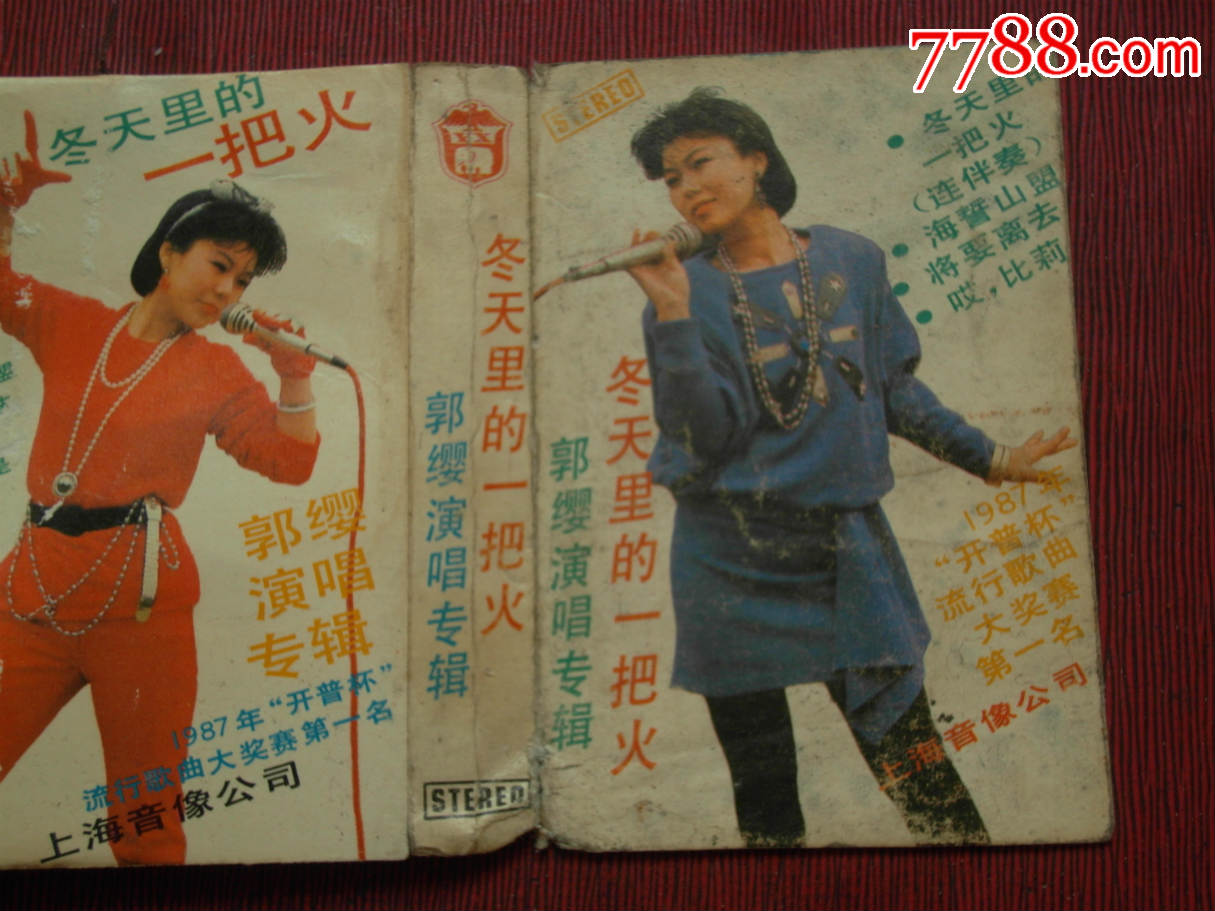 7788.com
冬天里的
一把火
郭缨
演唱
专辑
1987年“开普杯”
流行歌曲大奖赛第一名
上海音像公司
冬天里的一把火
郭缨演唱专辑
STEREO
STEREO
冬天里的一把火
郭缨演唱专辑
• 冬天里的
一把火
(连伴奏)
• 海誓山盟
• 将要离去
• 哎,比莉
1987年
“开普杯”
流行歌曲
大奖赛
第一名
上海音像公司